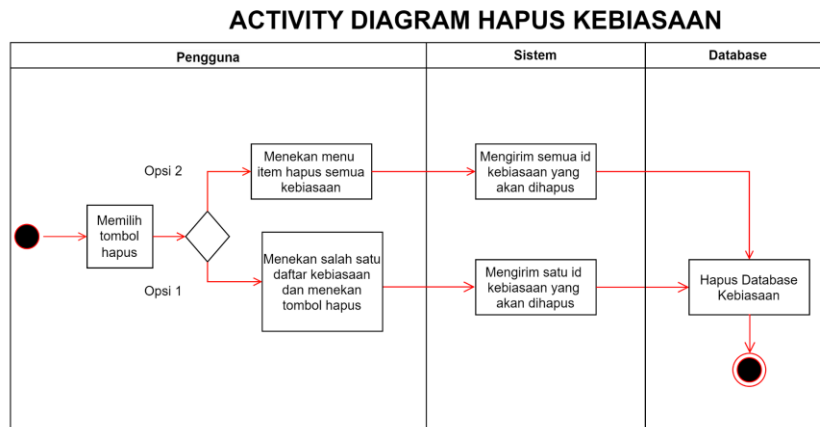 ACTIVITY DIAGRAM HAPUS KEBIASAAN
Pengguna
Sistem
Database
Opsi 2
Menekan menu
item hapus semua
kebiasaan
Mengirim semua id
kebiasaan yang
akan dihapus
Memilih
tombol
hapus
Opsi 1
Menekan salah satu
daftar kebiasaan
dan menekan
tombol hapus
Mengirim satu id
kebiasaan yang
akan dihapus
Hapus Database
Kebiasaan